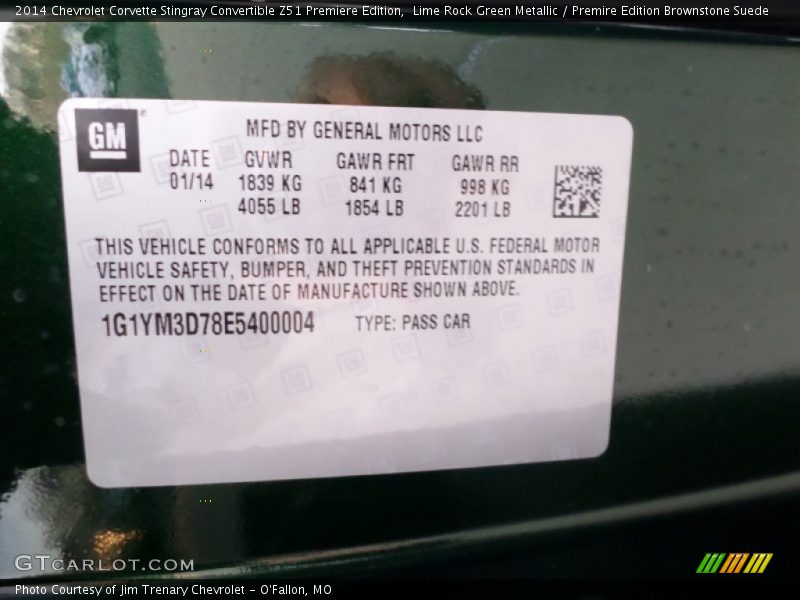 2014 Chevrolet Corvette Stingray Convertible Z51 Premiere Edition,  Lime Rock Green Metallic / Premire Edition Brownstone Suede
GM
MFD BY GENERAL MOTORS LLC
DATE GVWR GAWR FRT GAWR RR
01/14 1839 KG 841 KG 998 KG
4055 LB 1854 LB 2201 LB
THIS VEHICLE CONFORMS TO ALL APPLICABLE U.S. FEDERAL MOTOR
VEHICLE SAFETY, BUMPER, AND THEFT PREVENTION STANDARDS IN
EFFECT ON THE DATE OF MANUFACTURE SHOWN ABOVE.
1G1YM3D78E5400004 TYPE: PASS CAR
GTCARLOT.COM
Photo Courtesy of Jim Trenary Chevrolet - O'Fallon, MO